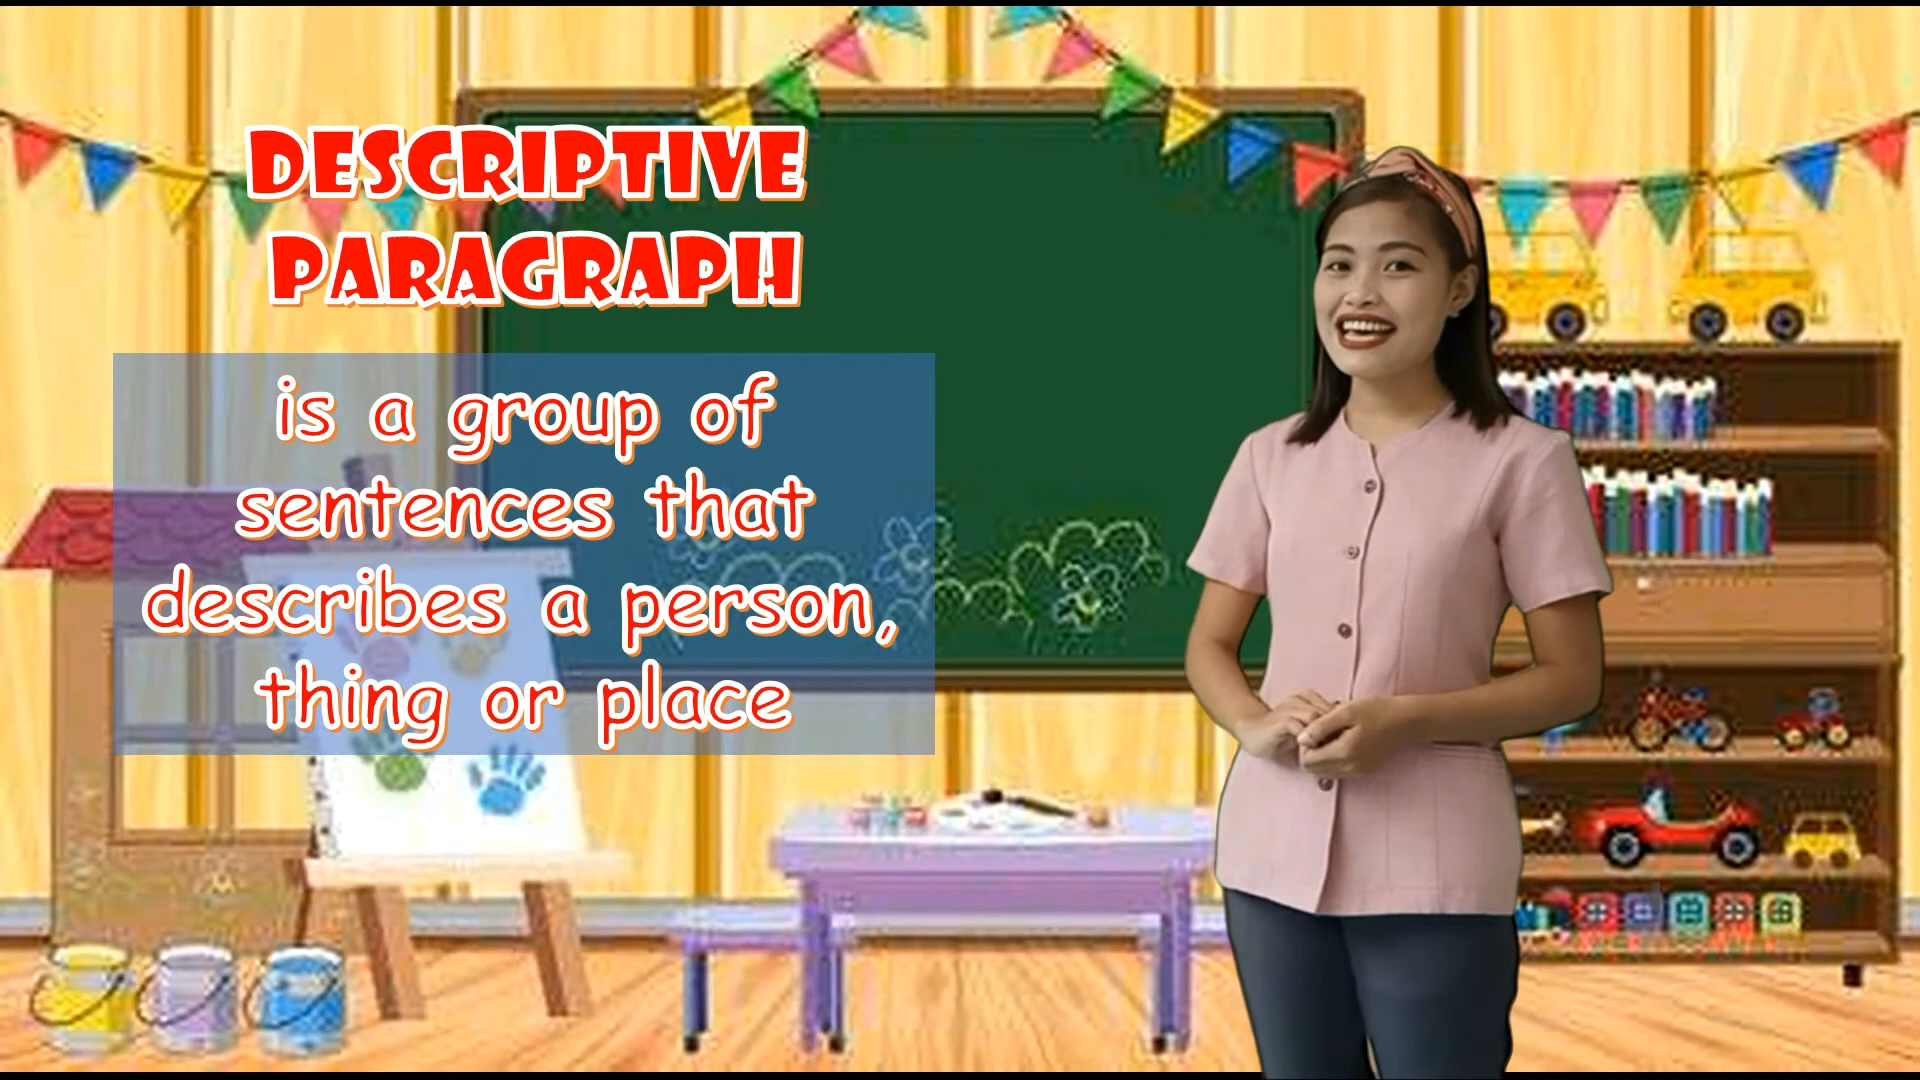 DESCRIPTIVE
PARAGRAPH
is a group of
sentences that
describes a person,
thing or place